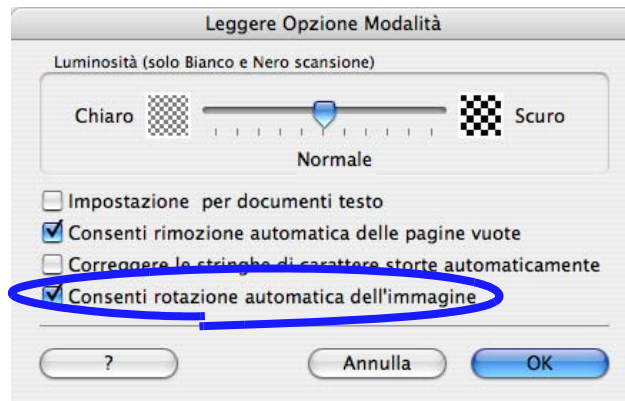 Leggere Opzione Modalità
Luminosità (solo Bianco e Nero scansione)
Chiaro Scuro
Normale
Impostazione per documenti testo
Consenti rimozione automatica delle pagine vuote
Correggere le stringhe di carattere storte automaticamente
Consenti rotazione automatica dell'immagine
? Annulla OK